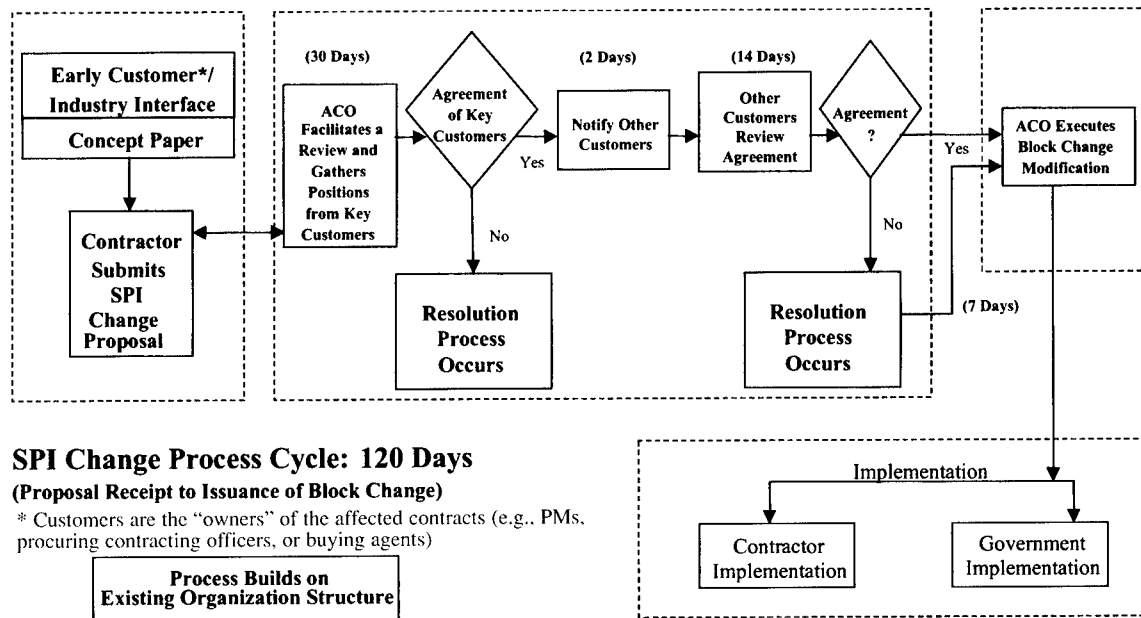 Early Customer*/
Industry Interface
Concept Paper
Contractor
Submits
SPI
Change
Proposal
(30 Days)
ACO
Facilitates a
Review and
Gathers
Positions
from Key
Customers
Agreement
of Key
Customers
Yes
No
Resolution
Process
Occurs
(2 Days)
Notify Other
Customers
(14 Days)
Other
Customers
Review
Agreement
Agreement
?
Yes
No
Resolution
Process
Occurs
(7 Days)
ACO Executes
Block Change
Modification
Implementation
Contractor
Implementation
Government
Implementation
SPI Change Process Cycle: 120 Days
(Proposal Receipt to Issuance of Block Change)
* Customers are the “owners” of the affected contracts (e.g., PMs,
procuring contracting officers, or buying agents)
Process Builds on
Existing Organization Structure